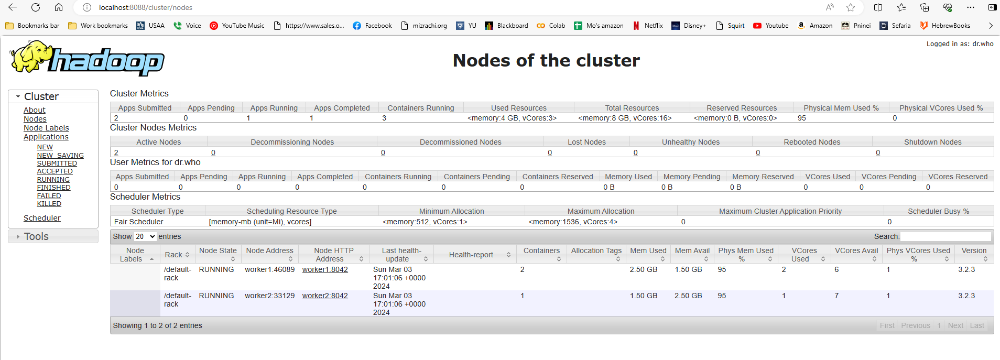 localhost:8088/cluster/nodes
Bookmarks bar Work bookmarks USAA Voice YouTube Music https://www.sales.o... Facebook mizrachi.org YU Blackboard Colab Mo's amazon Netflix Disney+ Squirt Youtube Amazon Pninei Sefaria HebrewBooks
Logged in as: dr.who
hadoop
Nodes of the cluster
Cluster
About
Nodes
Node Labels
Applications
NEW
NEW_SAVING
SUBMITTED
ACCEPTED
RUNNING
FINISHED
FAILED
KILLED
Scheduler
Tools
Cluster Metrics
Apps Submitted Apps Pending Apps Running Apps Completed Containers Running Used Resources Total Resources Reserved Resources Physical Mem Used % Physical VCores Used %
2 0 1 1 3 <memory:4 GB, vCores:3> <memory:8 GB, vCores:16> <memory:0 B, vCores:0> 95 0
Cluster Nodes Metrics
Active Nodes Decommissioning Nodes Decommissioned Nodes Lost Nodes Unhealthy Nodes Rebooted Nodes Shutdown Nodes
2 0 0 0 0 0 0
User Metrics for dr.who
Apps Submitted Apps Pending Apps Running Apps Completed Containers Running Containers Pending Containers Reserved Memory Used Memory Pending Memory Reserved VCores Used VCores Pending VCores Reserved
0 0 0 0 0 0 0 0 B 0 B 0 B 0 0 0
Scheduler Metrics
Scheduler Type Scheduling Resource Type Minimum Allocation Maximum Allocation Maximum Cluster Application Priority Scheduler Busy %
Fair Scheduler [memory-mb (unit=Mi), vcores] <memory:512, vCores:1> <memory:1536, vCores:4> 0 0
Show 20 entries Search:
Node Labels Rack Node State Node Address Node HTTP Address Last health-update Health-report Containers Allocation Tags Mem Used Mem Avail Phys Mem Used % VCores Used VCores Avail Phys VCores Used % Version
/default-rack RUNNING worker1:46089 worker1:8042 Sun Mar 03 17:01:06 +0000 2024 2 2.50 GB 1.50 GB 95 2 6 1 3.2.3
/default-rack RUNNING worker2:33129 worker2:8042 Sun Mar 03 17:01:06 +0000 2024 1 1.50 GB 2.50 GB 95 1 7 1 3.2.3
Showing 1 to 2 of 2 entries First Previous 1 Next Last